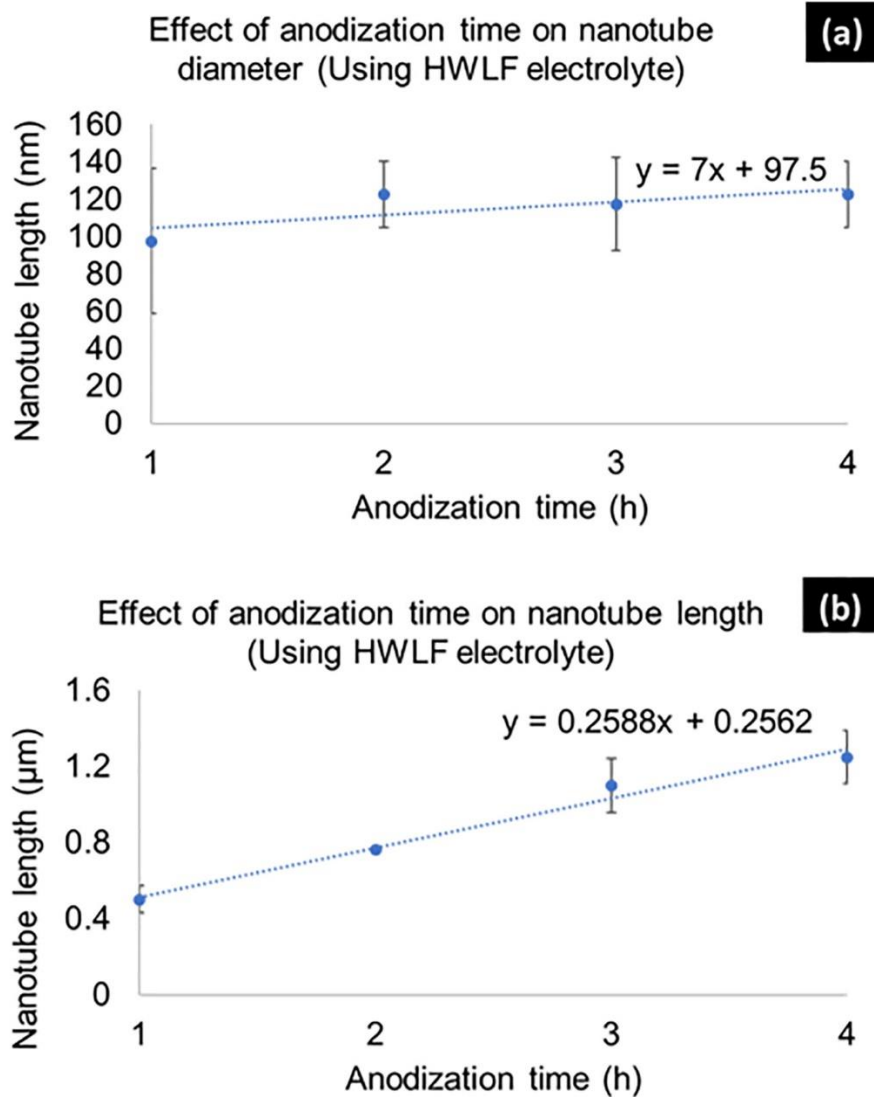 Effect of anodization time on nanotube
diameter (Using HWLF electrolyte)
(a)
Nanotube length (nm)
160
140
120
100
80
60
40
20
0
y = 7x + 97.5
1 2 3 4
Anodization time (h)
Effect of anodization time on nanotube length
(Using HWLF electrolyte)
(b)
Nanotube length (μm)
1.6
1.2
0.8
0.4
0
y = 0.2588x + 0.2562
1 2 3 4
Anodization time (h)